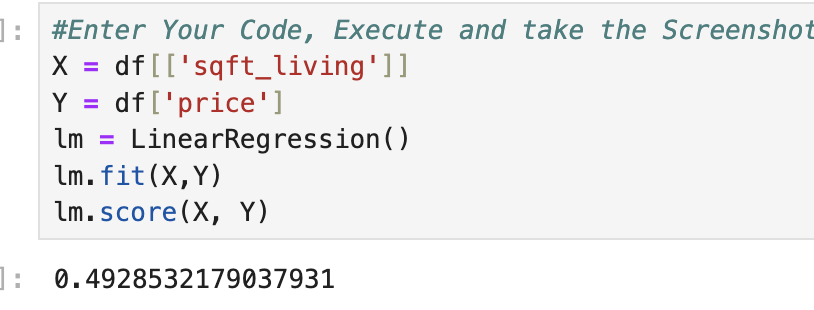 ]: #Enter Your Code, Execute and take the Screenshot
X = df[['sqft_living']]
Y = df['price']
lm = LinearRegression()
lm.fit(X,Y)
lm.score(X, Y)
]: 0.4928532179037931